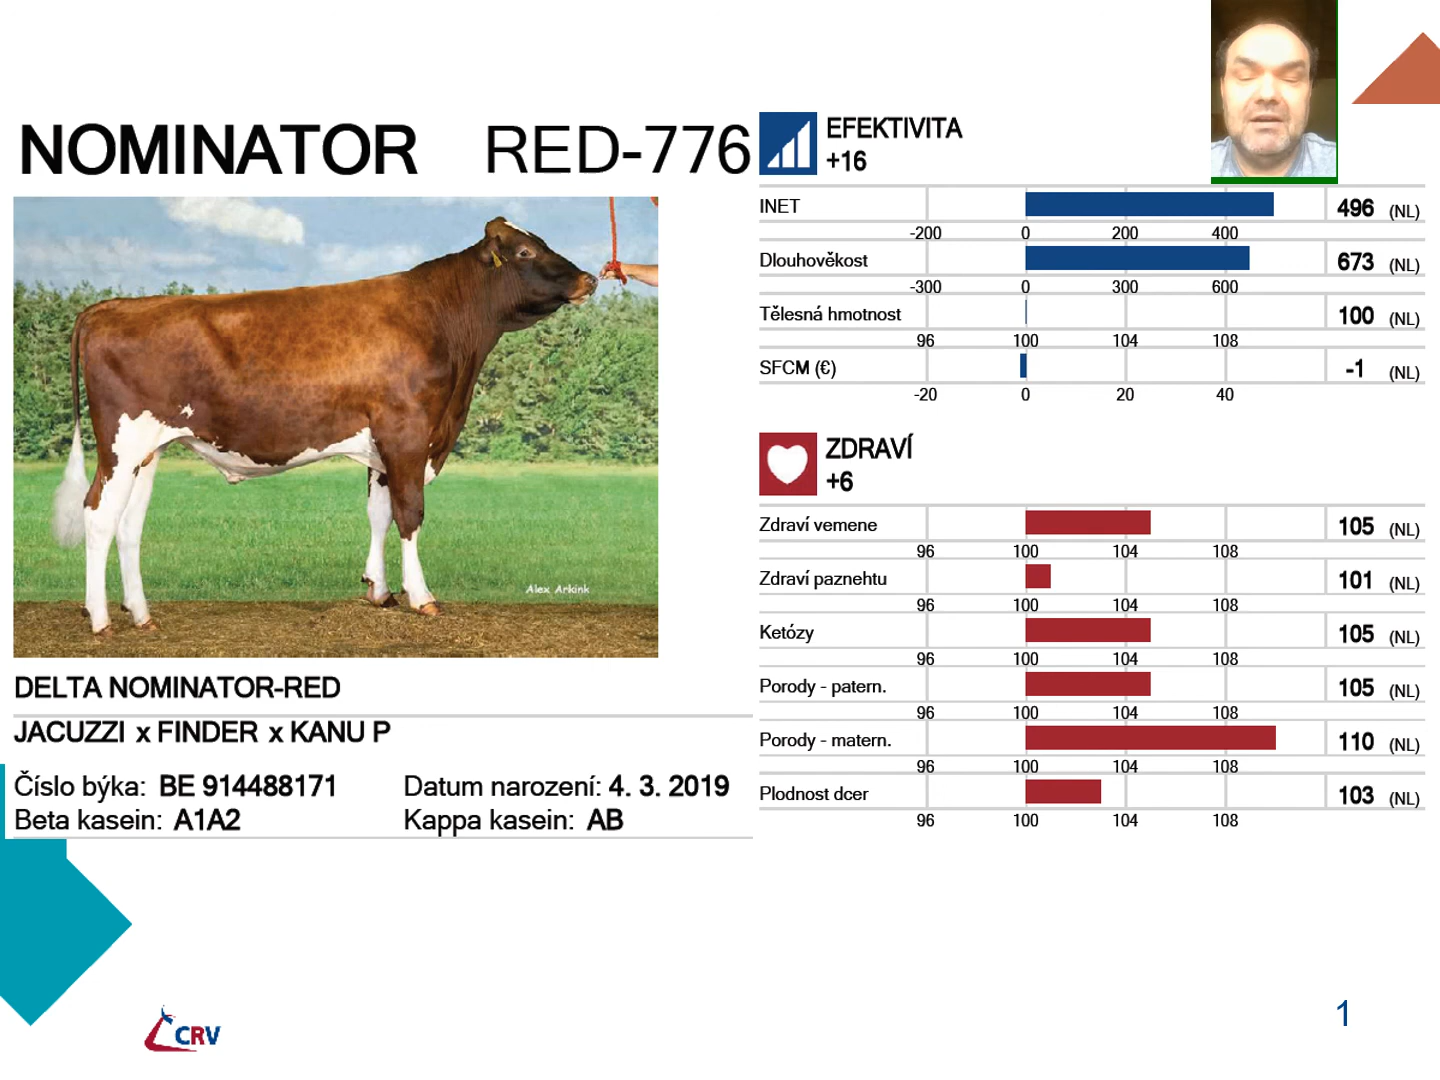 NOMINATOR RED-776
Alex Arkink
DELTA NOMINATOR-RED
JACUZZI x FINDER x KANU P
Číslo býka: BE 914488171 Datum narození: 4. 3. 2019
Beta kasein: A1A2 Kappa kasein: AB
EFEKTIVITA
+16
INET 496 (NL)
-200 0 200 400
Dlouhověkost 673 (NL)
-300 0 300 600
Tělesná hmotnost 100 (NL)
96 100 104 108
SFCM (€) -1 (NL)
-20 0 20 40
ZDRAVÍ
+6
Zdraví vemene 105 (NL)
96 100 104 108
Zdraví paznehtu 101 (NL)
96 100 104 108
Ketózy 105 (NL)
96 100 104 108
Porody - patern. 105 (NL)
96 100 104 108
Porody - matern. 110 (NL)
96 100 104 108
Plodnost dcer 103 (NL)
96 100 104 108
CRV
1